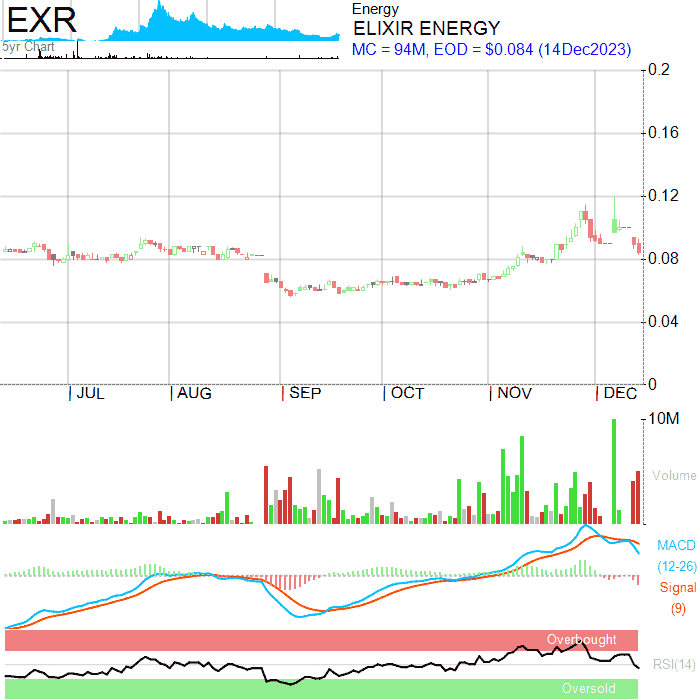 EXR
5yr Chart
Energy
ELIXIR ENERGY
MC = 94M, EOD = $0.084 (14Dec2023)
0.2
0.16
0.12
0.08
0.04
0
JUL AUG SEP OCT NOV DEC
10M
Volume
MACD
(12-26)
Signal
(9)
Overbought
RSI(14)
Oversold